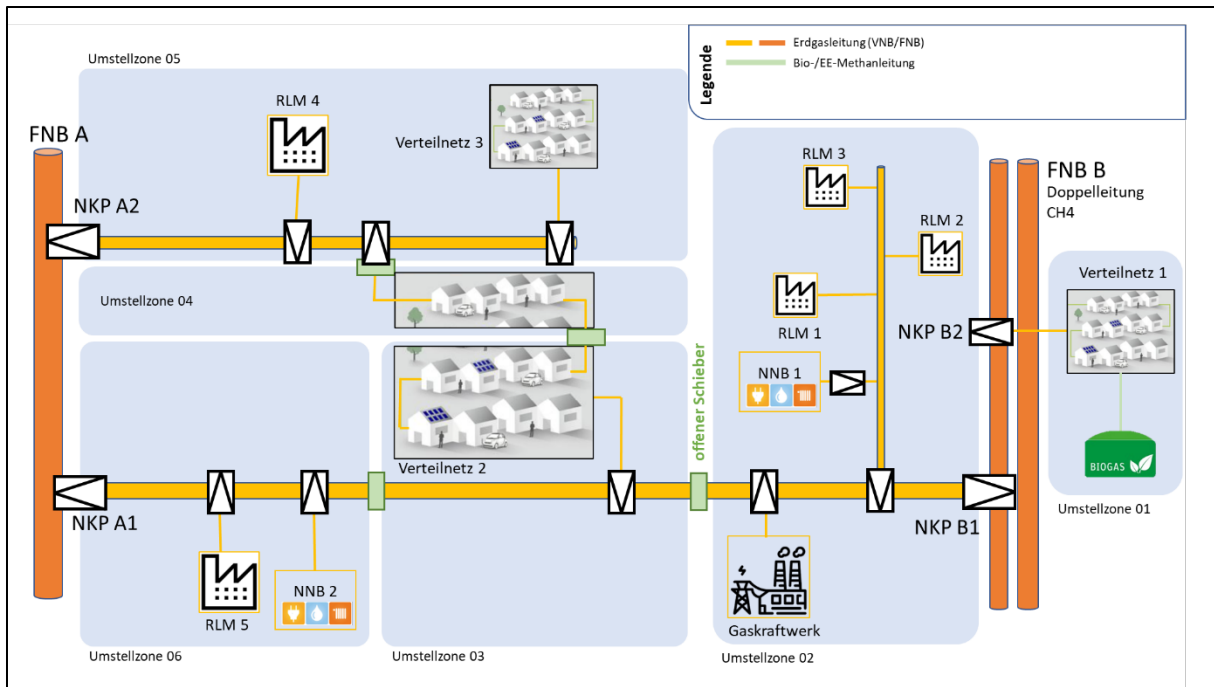 Umstellzone 05
Legende
Erdgasleitung (VNB/FNB)
Bio-/EE-Methanleitung
FNB A
RLM 4
Verteilnetz 3
NKP A2
Umstellzone 04
RLM 3
RLM 2
RLM 1
FNB B
Doppelleitung
CH4
Verteilnetz 1
NKP B2
NNB 1
BIOGAS
Umstellzone 01
offener Schieber
Verteilnetz 2
NKP A1
NKP B1
RLM 5
NNB 2
Gaskraftwerk
Umstellzone 06
Umstellzone 03
Umstellzone 02